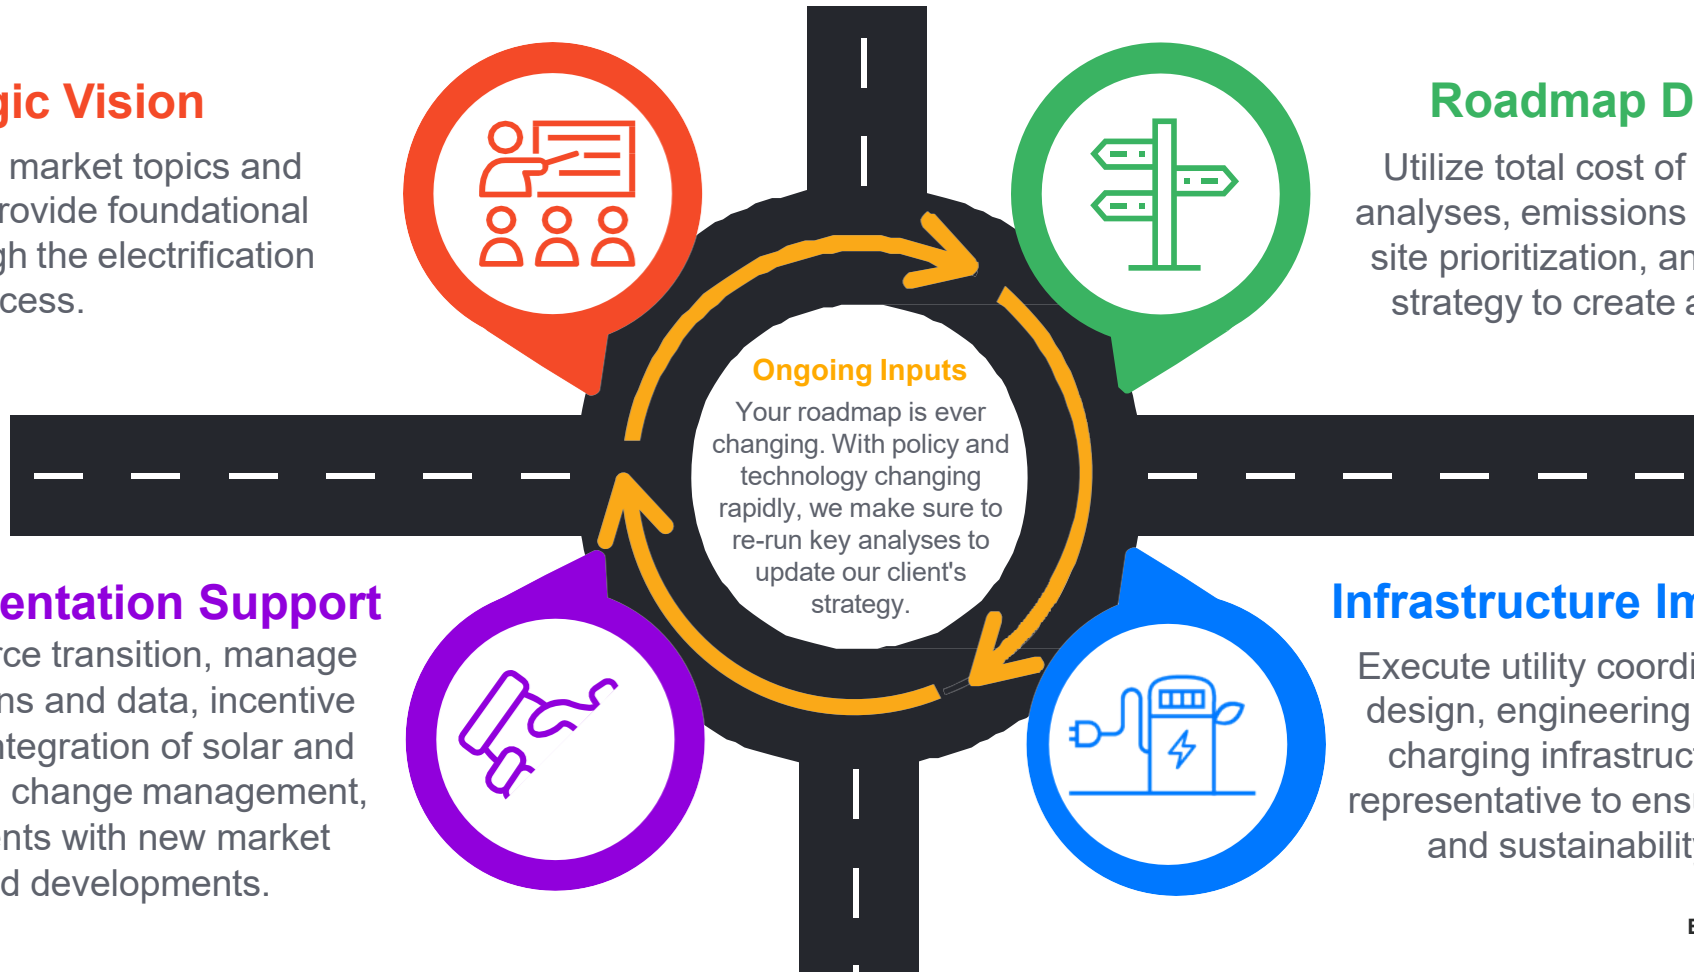 gic Vision
market topics and
rovide foundational
gh the electrification
cess.
Roadmap D
Utilize total cost of
analyses, emissions
site prioritization, an
strategy to create a
Ongoing Inputs
Your roadmap is ever
changing. With policy and
technology changing
rapidly, we make sure to
re-run key analyses to
update our client's
strategy.
entation Support
rce transition, manage
ns and data, incentive
ntegration of solar and
change management,
ents with new market
d developments.
Infrastructure Im
Execute utility coordi
design, engineering
charging infrastruc
representative to ens
and sustainabilit
E